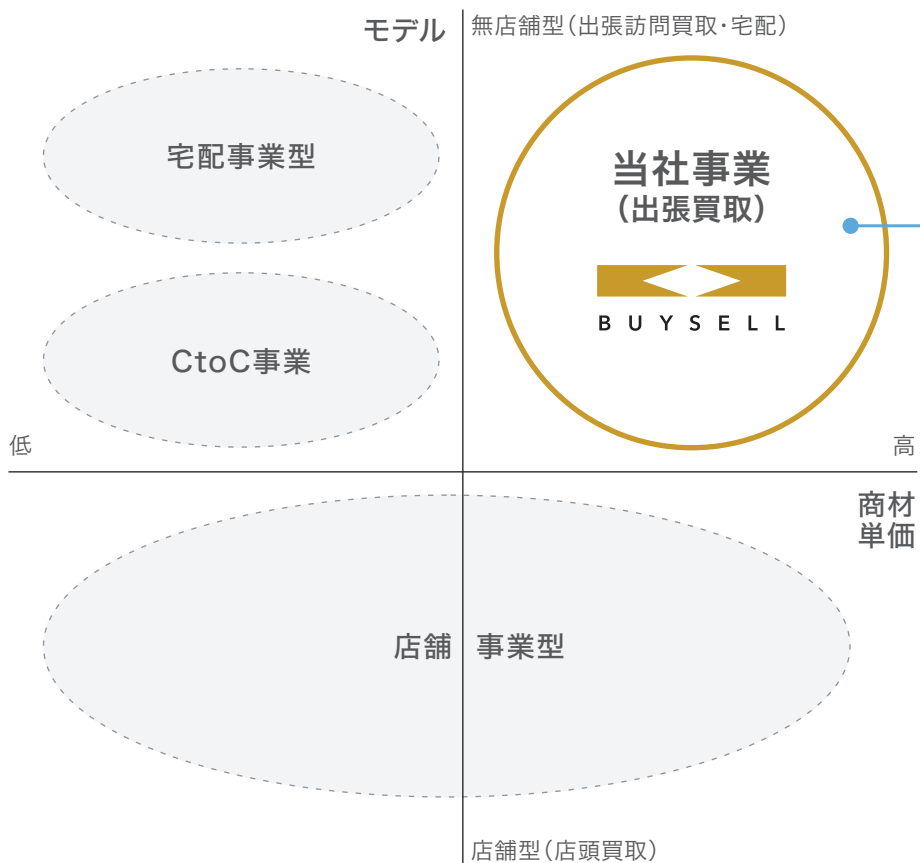 モデル
無店舗型（出張訪問買取・宅配）
宅配事業型
当社事業
（出張買取）
BUYSELL
CtoC事業
低
高
商材
単価
店舗 事業型
店舗型（店頭買取）